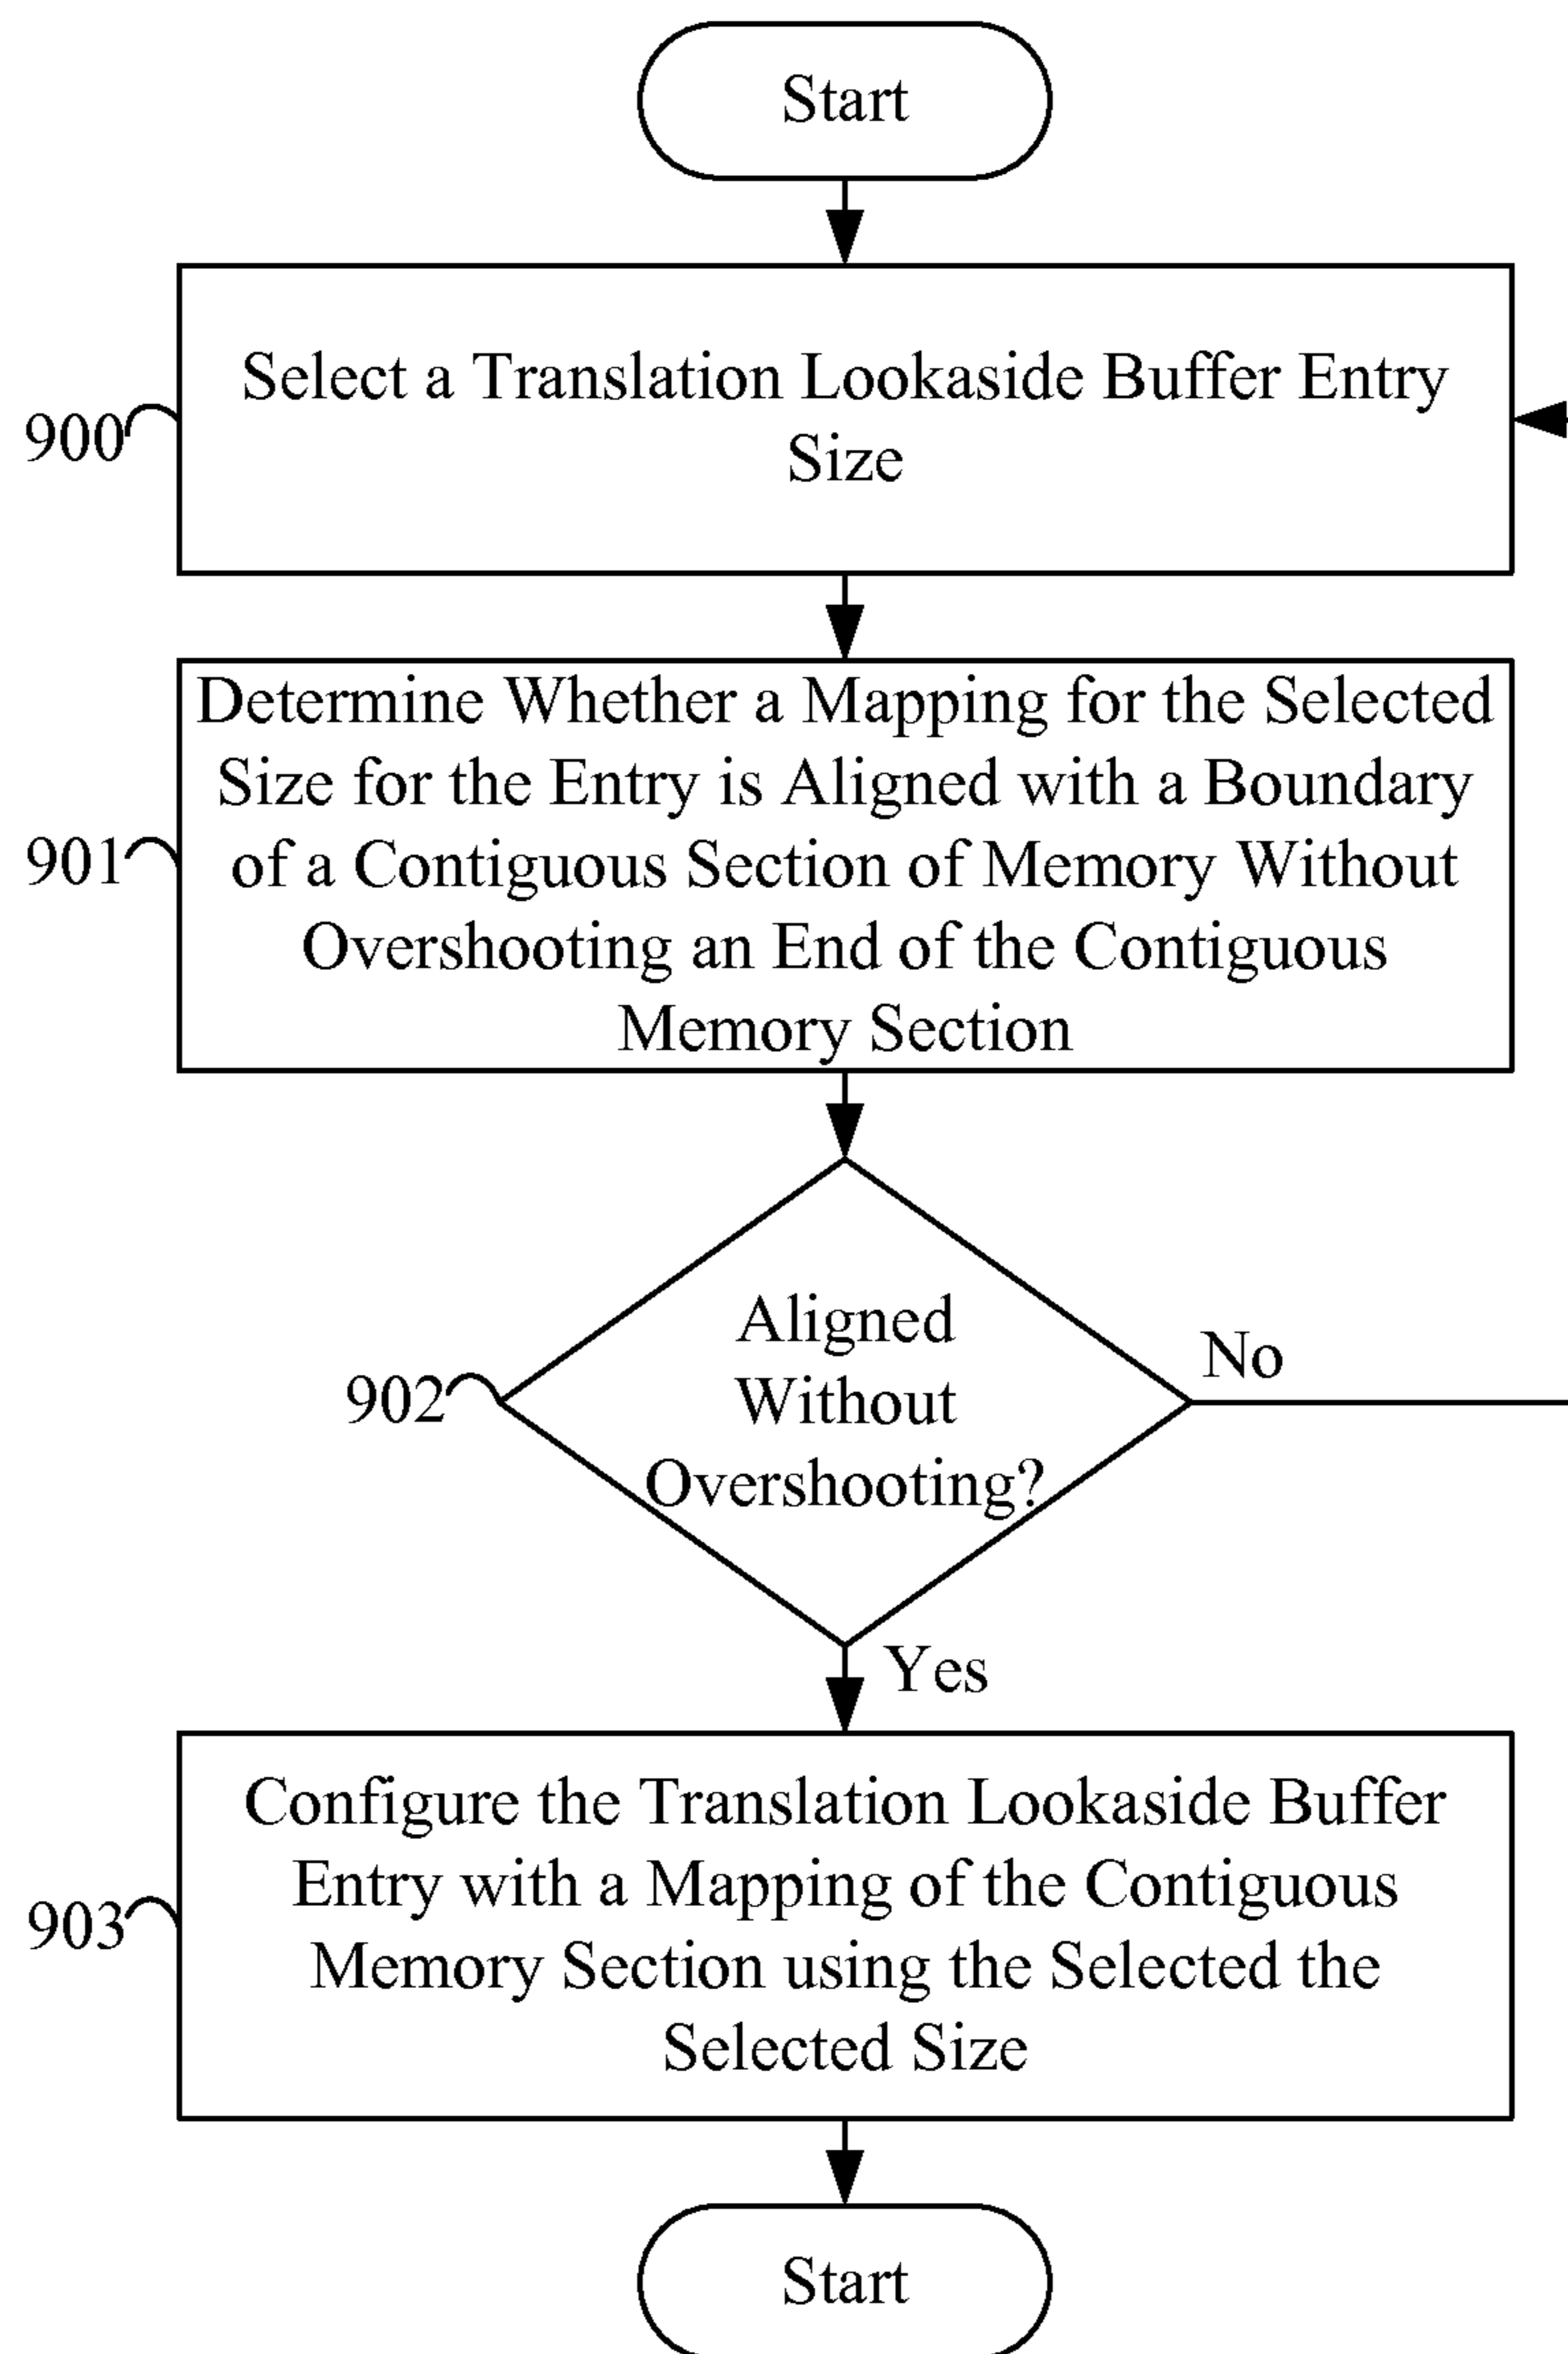 Start
Select a Translation Lookaside Buffer Entry
Size
900
Determine Whether a Mapping for the Selected
Size for the Entry is Aligned with a Boundary
of a Contiguous Section of Memory Without
Overshooting an End of the Contiguous
Memory Section
901
Aligned
Without
Overshooting?
902
No
Yes
Configure the Translation Lookaside Buffer
Entry with a Mapping of the Contiguous
Memory Section using the Selected the
Selected Size
903
Start